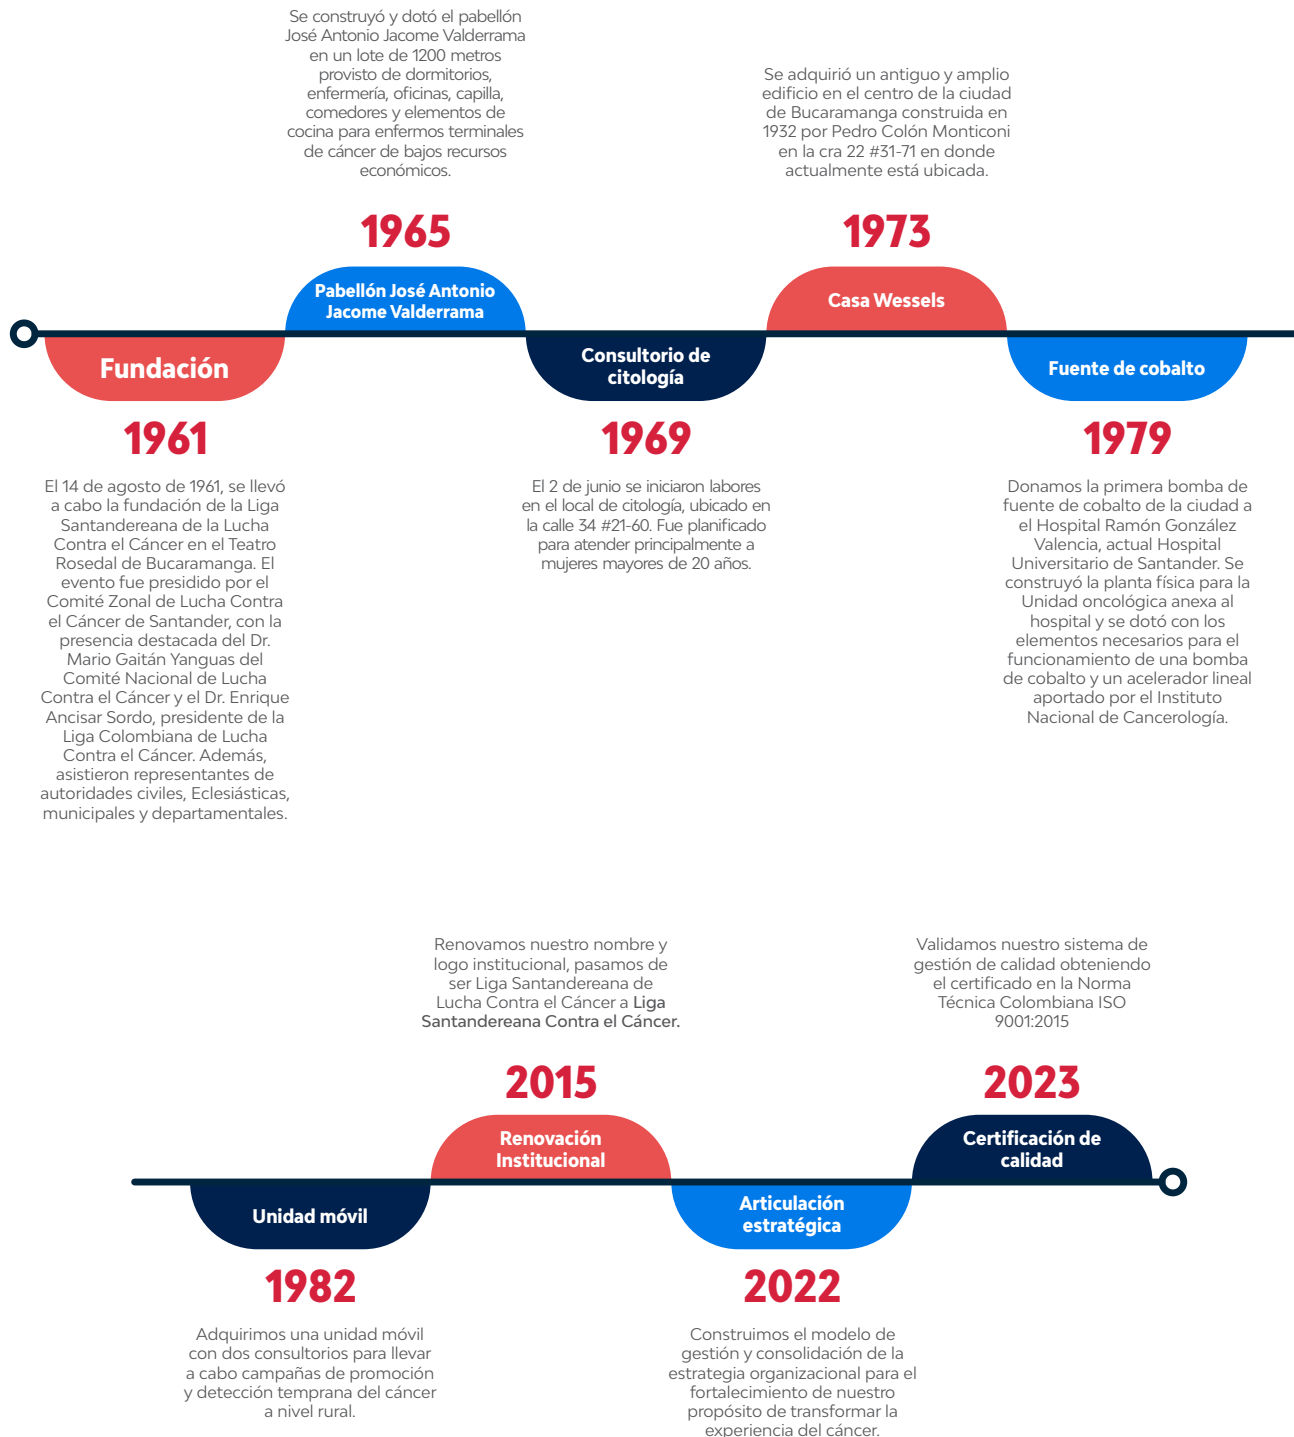 Se construyó y dotó el pabellón
José Antonio Jacome Valderrama
en un lote de 1200 metros
provisto de dormitorios,
enfermería, oficinas, capilla,
comedores y elementos de
cocina para enfermos terminales
de cáncer de bajos recursos
económicos.
1965
Pabellón José Antonio
Jacome Valderrama
Se adquirió un antiguo y amplio
edificio en el centro de la ciudad
de Bucaramanga construida en
1932 por Pedro Colón Monticoni
en la cra 22 #31-71 en donde
actualmente está ubicada.
1973
Casa Wessels
Fundación
1961
El 14 de agosto de 1961, se llevó
a cabo la fundación de la Liga
Santandereana de la Lucha
Contra el Cáncer en el Teatro
Rosedal de Bucaramanga. El
evento fue presidido por el
Comité Zonal de Lucha Contra
el Cáncer de Santander, con la
presencia destacada del Dr.
Mario Gaitán Yanguas del
Comité Nacional de Lucha
Contra el Cáncer y el Dr. Enrique
Ancisar Sordo, presidente de la
Liga Colombiana de Lucha
Contra el Cáncer. Además,
asistieron representantes de
autoridades civiles, Eclesiásticas,
municipales y departamentales.
Consultorio de
citología
1969
El 2 de junio se iniciaron labores
en el local de citología, ubicado en
la calle 34 #21-60. Fue planificado
para atender principalmente a
mujeres mayores de 20 años.
Fuente de cobalto
1979
Donamos la primera bomba de
fuente de cobalto de la ciudad a
el Hospital Ramón González
Valencia, actual Hospital
Universitario de Santander. Se
construyó la planta física para la
Unidad oncológica anexa al
hospital y se dotó con los
elementos necesarios para el
funcionamiento de una bomba
de cobalto y un acelerador lineal
aportado por el Instituto
Nacional de Cancerología.
Renovamos nuestro nombre y
logo institucional, pasamos de
ser Liga Santandereana de
Lucha Contra el Cáncer a Liga
Santandereana Contra el Cáncer.
2015
Renovación
Institucional
Validamos nuestro sistema de
gestión de calidad obteniendo
el certificado en la Norma
Técnica Colombiana ISO
9001:2015
2023
Certificación de
calidad
Unidad móvil
1982
Adquirimos una unidad móvil
con dos consultorios para llevar
a cabo campañas de promoción
y detección temprana del cáncer
a nivel rural.
Articulación
estratégica
2022
Construimos el modelo de
gestión y consolidación de la
estrategia organizacional para el
fortalecimiento de nuestro
propósito de transformar la
experiencia del cáncer.